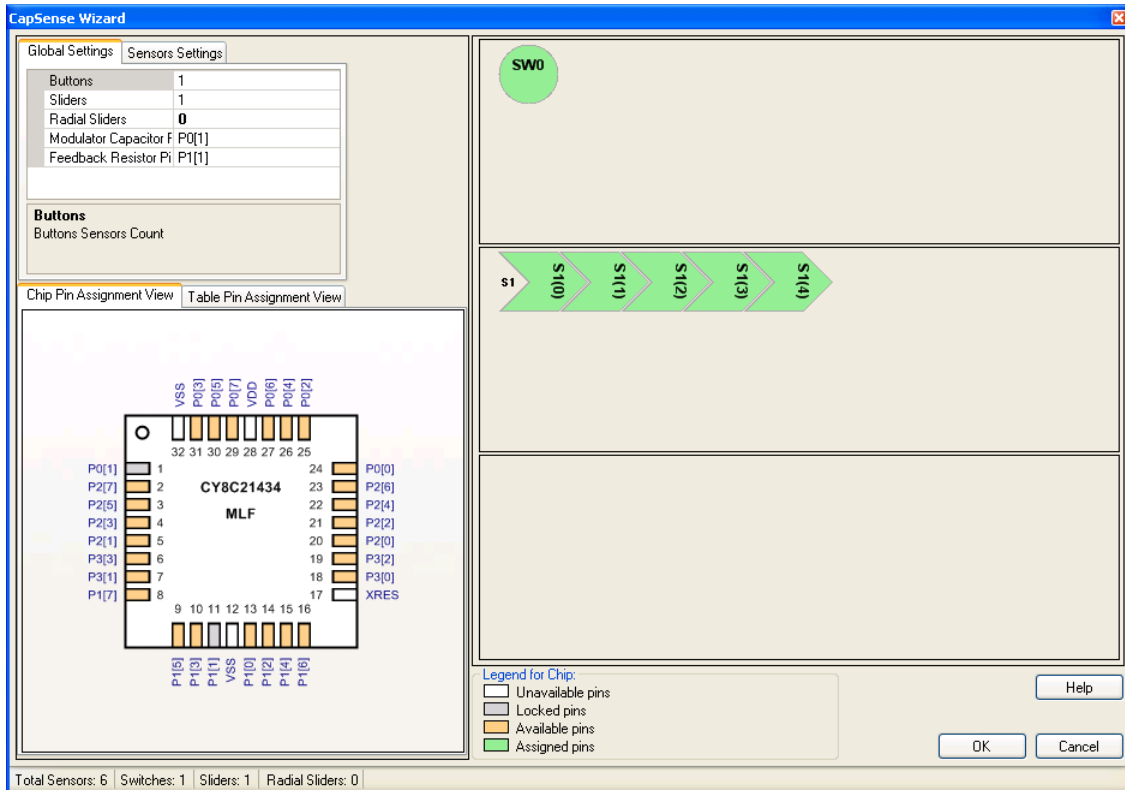 CapSense Wizard
Global Settings Sensors Settings
Buttons 1
Sliders 1
Radial Sliders 0
Modulator Capacitor F P0[1]
Feedback Resistor Pi P1[1]
Buttons
Buttons Sensors Count
Chip Pin Assignment View Table Pin Assignment View
VSS P0[3] P0[5] P0[7] VDD P0[6] P0[4] P0[2]
32 31 30 29 28 27 26 25
P0[1] 1 24 P0[0]
P2[7] 2 CY8C21434 23 P2[6]
P2[5] 3 22 P2[4]
MLF
P2[3] 4 21 P2[2]
P2[1] 5 20 P2[0]
P3[3] 6 19 P3[2]
P3[1] 7 18 P3[0]
P1[7] 8 17 XRES
9 10 11 12 13 14 15 16
P1[5] P1[3] P1[1] VSS P1[0] P1[2] P1[4] P1[6]
SW0
S1 S1(0) S1(1) S1(2) S1(3) S1(4)
Legend for Chip:
Unavailable pins
Locked pins
Available pins
Assigned pins
Help
OK Cancel
Total Sensors: 6 Switches: 1 Sliders: 1 Radial Sliders: 0